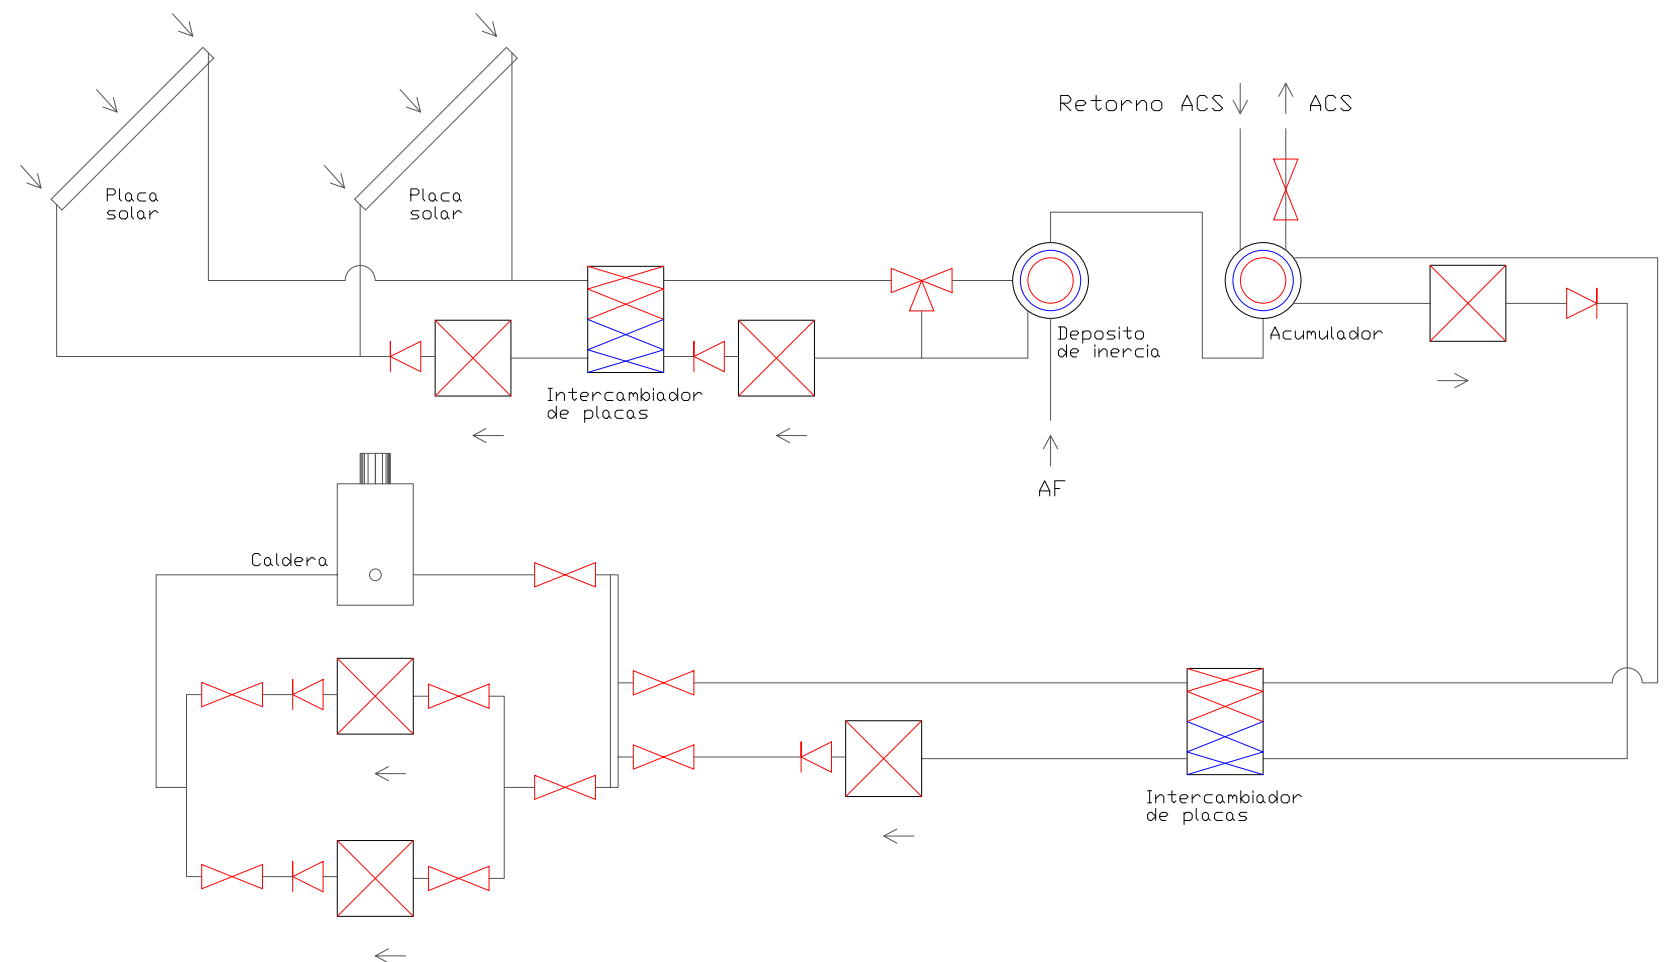 Retorno ACS
ACS
Placa
solar
Placa
solar
Deposito
de inercia
Acumulador
Intercambiador
de placas
AF
Caldera
Intercambiador
de placas